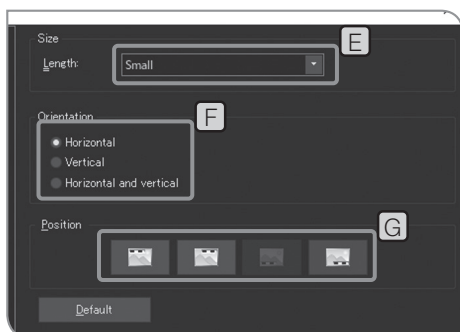 Size
E
Length: Small
Orientation
F
Horizontal
Vertical
Horizontal and vertical
Position
G
Default